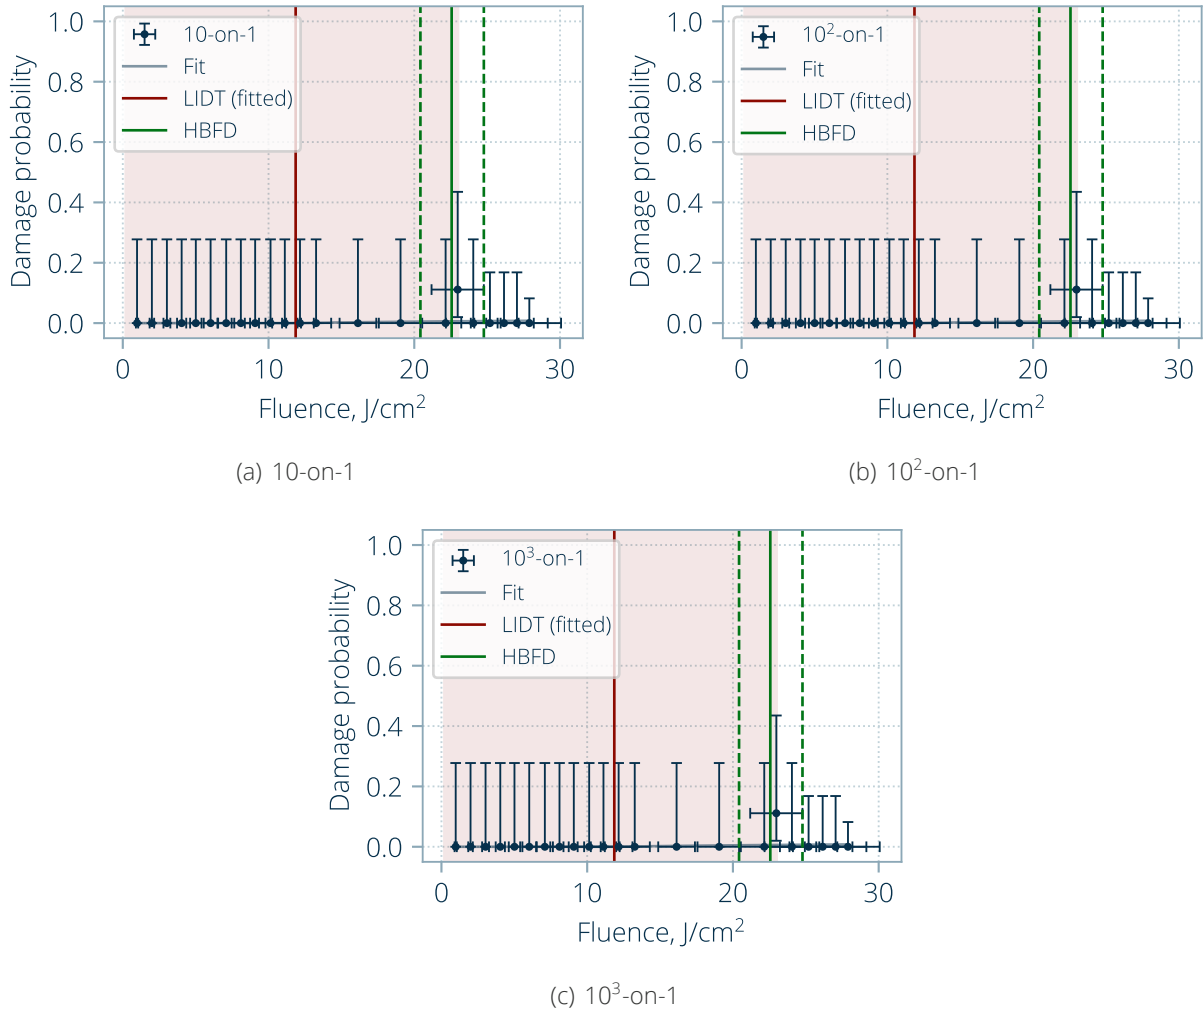 1.0
0.8
0.6
0.4
0.2
0.0
Damage probability
10-on-1
Fit
LIDT (fitted)
HBFD
0 10 20 30
Fluence, J/cm²
(a) 10-on-1
1.0
0.8
0.6
0.4
0.2
0.0
Damage probability
10²-on-1
Fit
LIDT (fitted)
HBFD
0 10 20 30
Fluence, J/cm²
(b) 10²-on-1
1.0
0.8
0.6
0.4
0.2
0.0
Damage probability
10³-on-1
Fit
LIDT (fitted)
HBFD
0 10 20 30
Fluence, J/cm²
(c) 10³-on-1